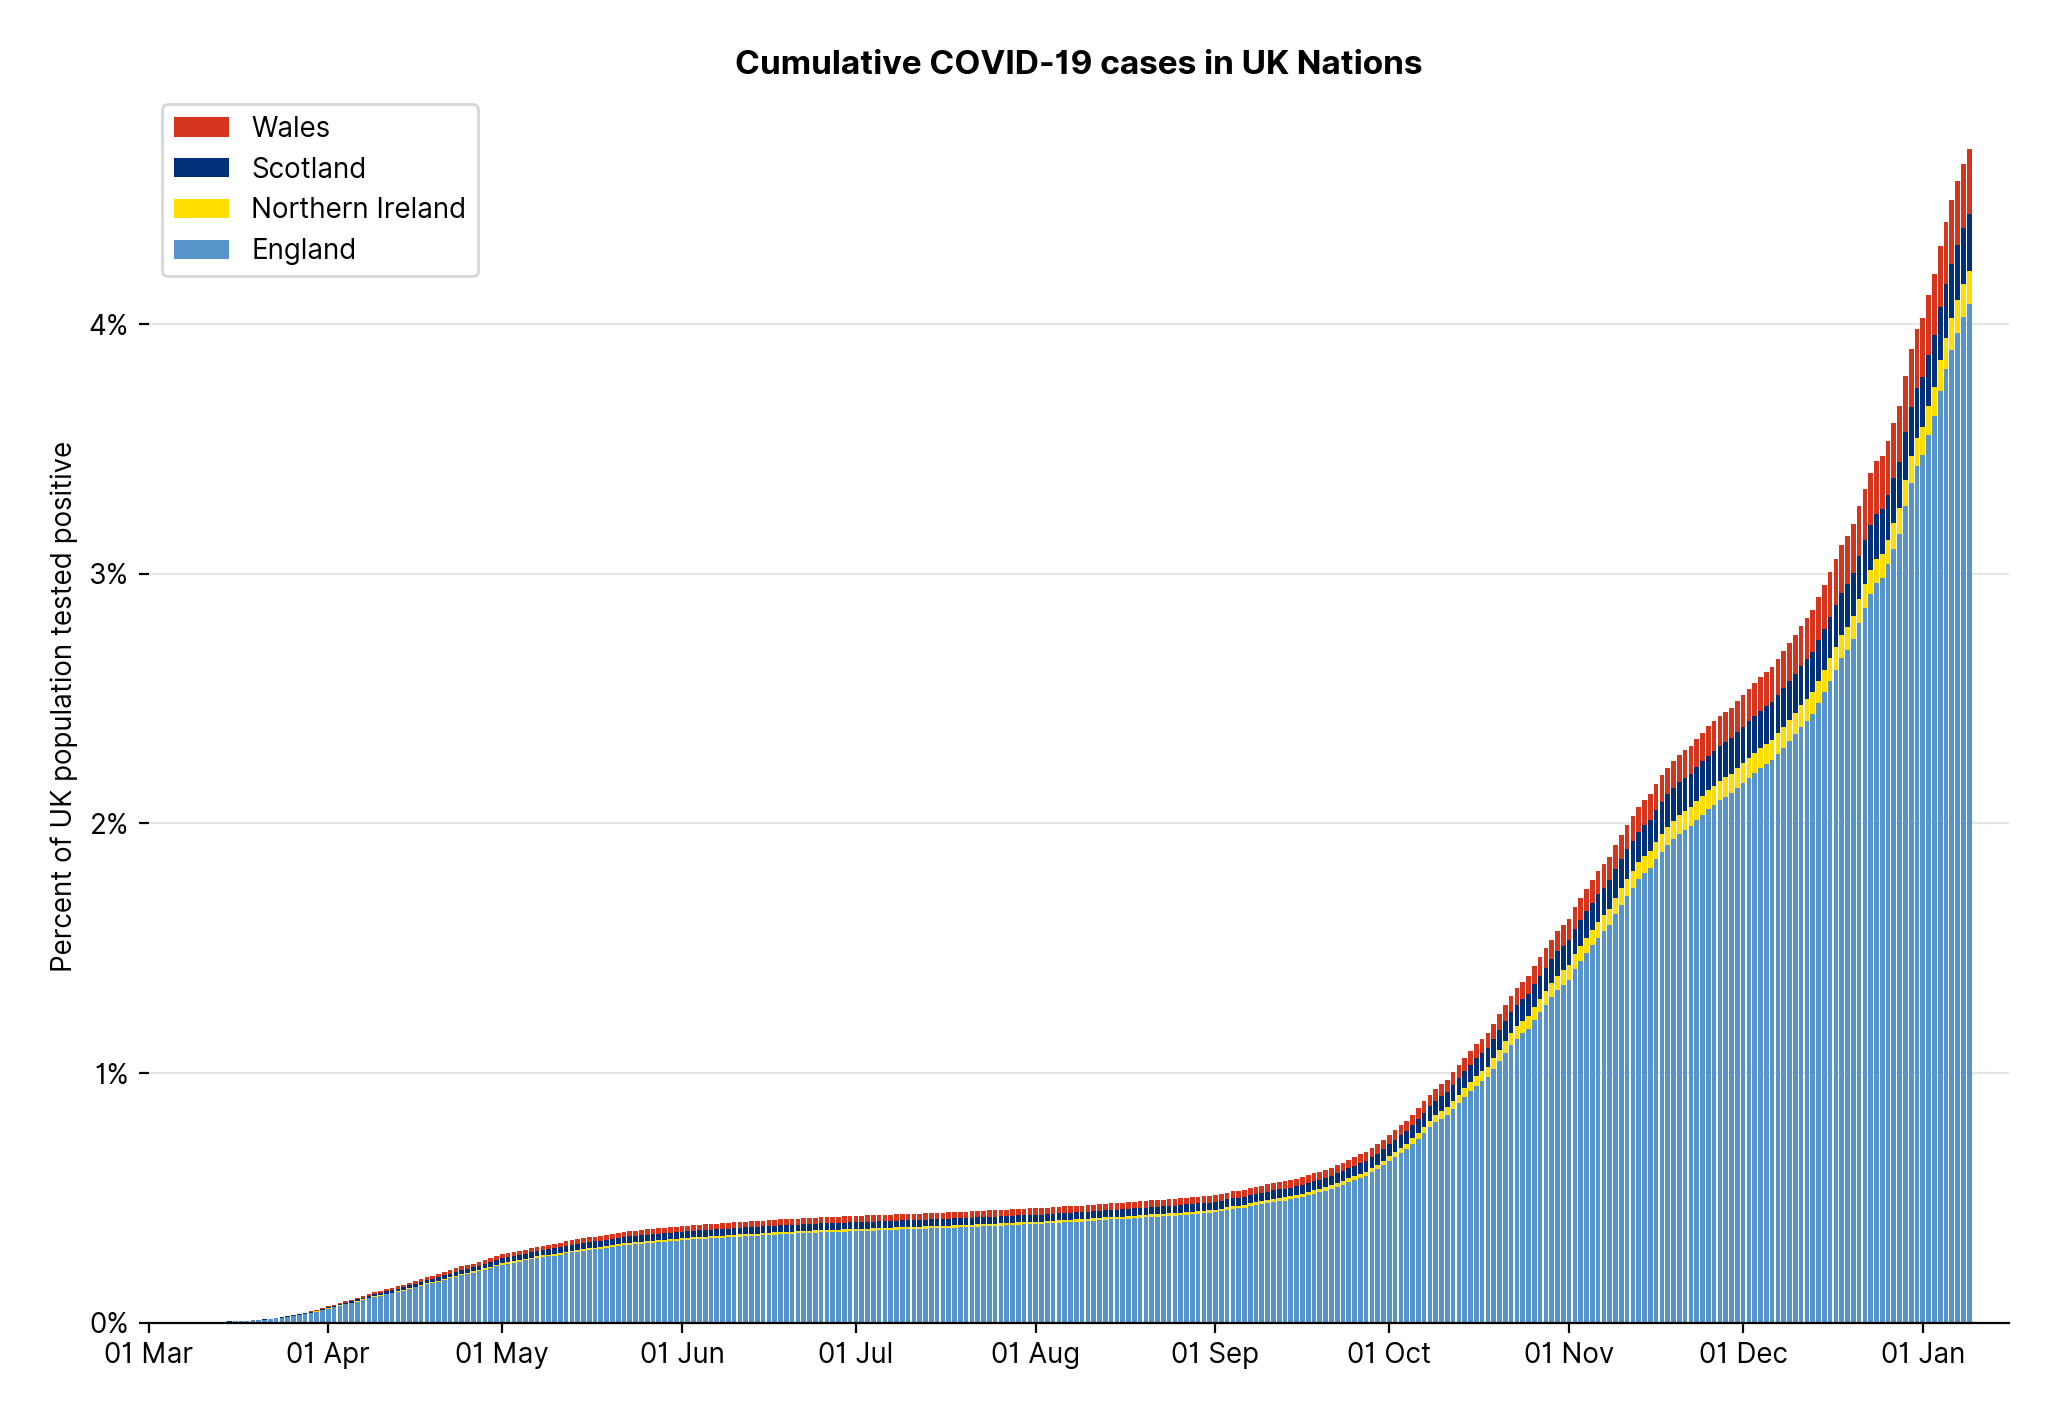 Cumulative COVID-19 cases in UK Nations
Wales
Scotland
Northern Ireland
England
Percent of UK population tested positive
4%
3%
2%
1%
0%
01 Mar
01 Apr
01 May
01 Jun
01 Jul
01 Aug
01 Sep
01 Oct
01 Nov
01 Dec
01 Jan